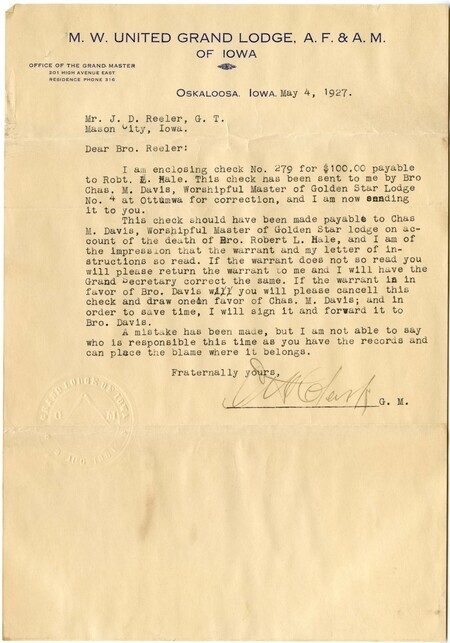 M. W. UNITED GRAND LODGE, A. F. & A. M.
OF IOWA
OFFICE OF THE GRAND MASTER
201 HIGH AVENUE EAST
RESIDENCE PHONE 316
OSKALOOSA, IOWA, May 4, 1927.
Mr. J. D. Reeler, G. T.
Mason City, Iowa.
Dear Bro. Reeler:
I am enclosing check No. 279 for $100.00 payable
to Robt. L. Hale. This check has been sent to me by Bro
Chas. M. Davis, Worshipful Master of Golden Star Lodge
No. 4 at Ottumwa for correction, and I am now sending
it to you.
This check should have been made payable to Chas
M. Davis, Worshipful Master of Golden Star lodge on ac-
count of the death of Bro. Robert L. Hale, and I am of
the impression that the warrant and my letter of in-
structions so read. If the warrant does not so read you
will please return the warrant to me and I will have the
Grand Secretary correct the same. If the warrant is in
favor of Bro. Davis you will please cancell this
check and draw onein favor of Chas. M. Davis; and in
order to save time, I will sign it and forward it to
Bro. Davis.
A mistake has been made, but I am not able to say
who is responsible this time as you have the records and
can place the blame where it belongs.
Fraternally yours,
G. M.